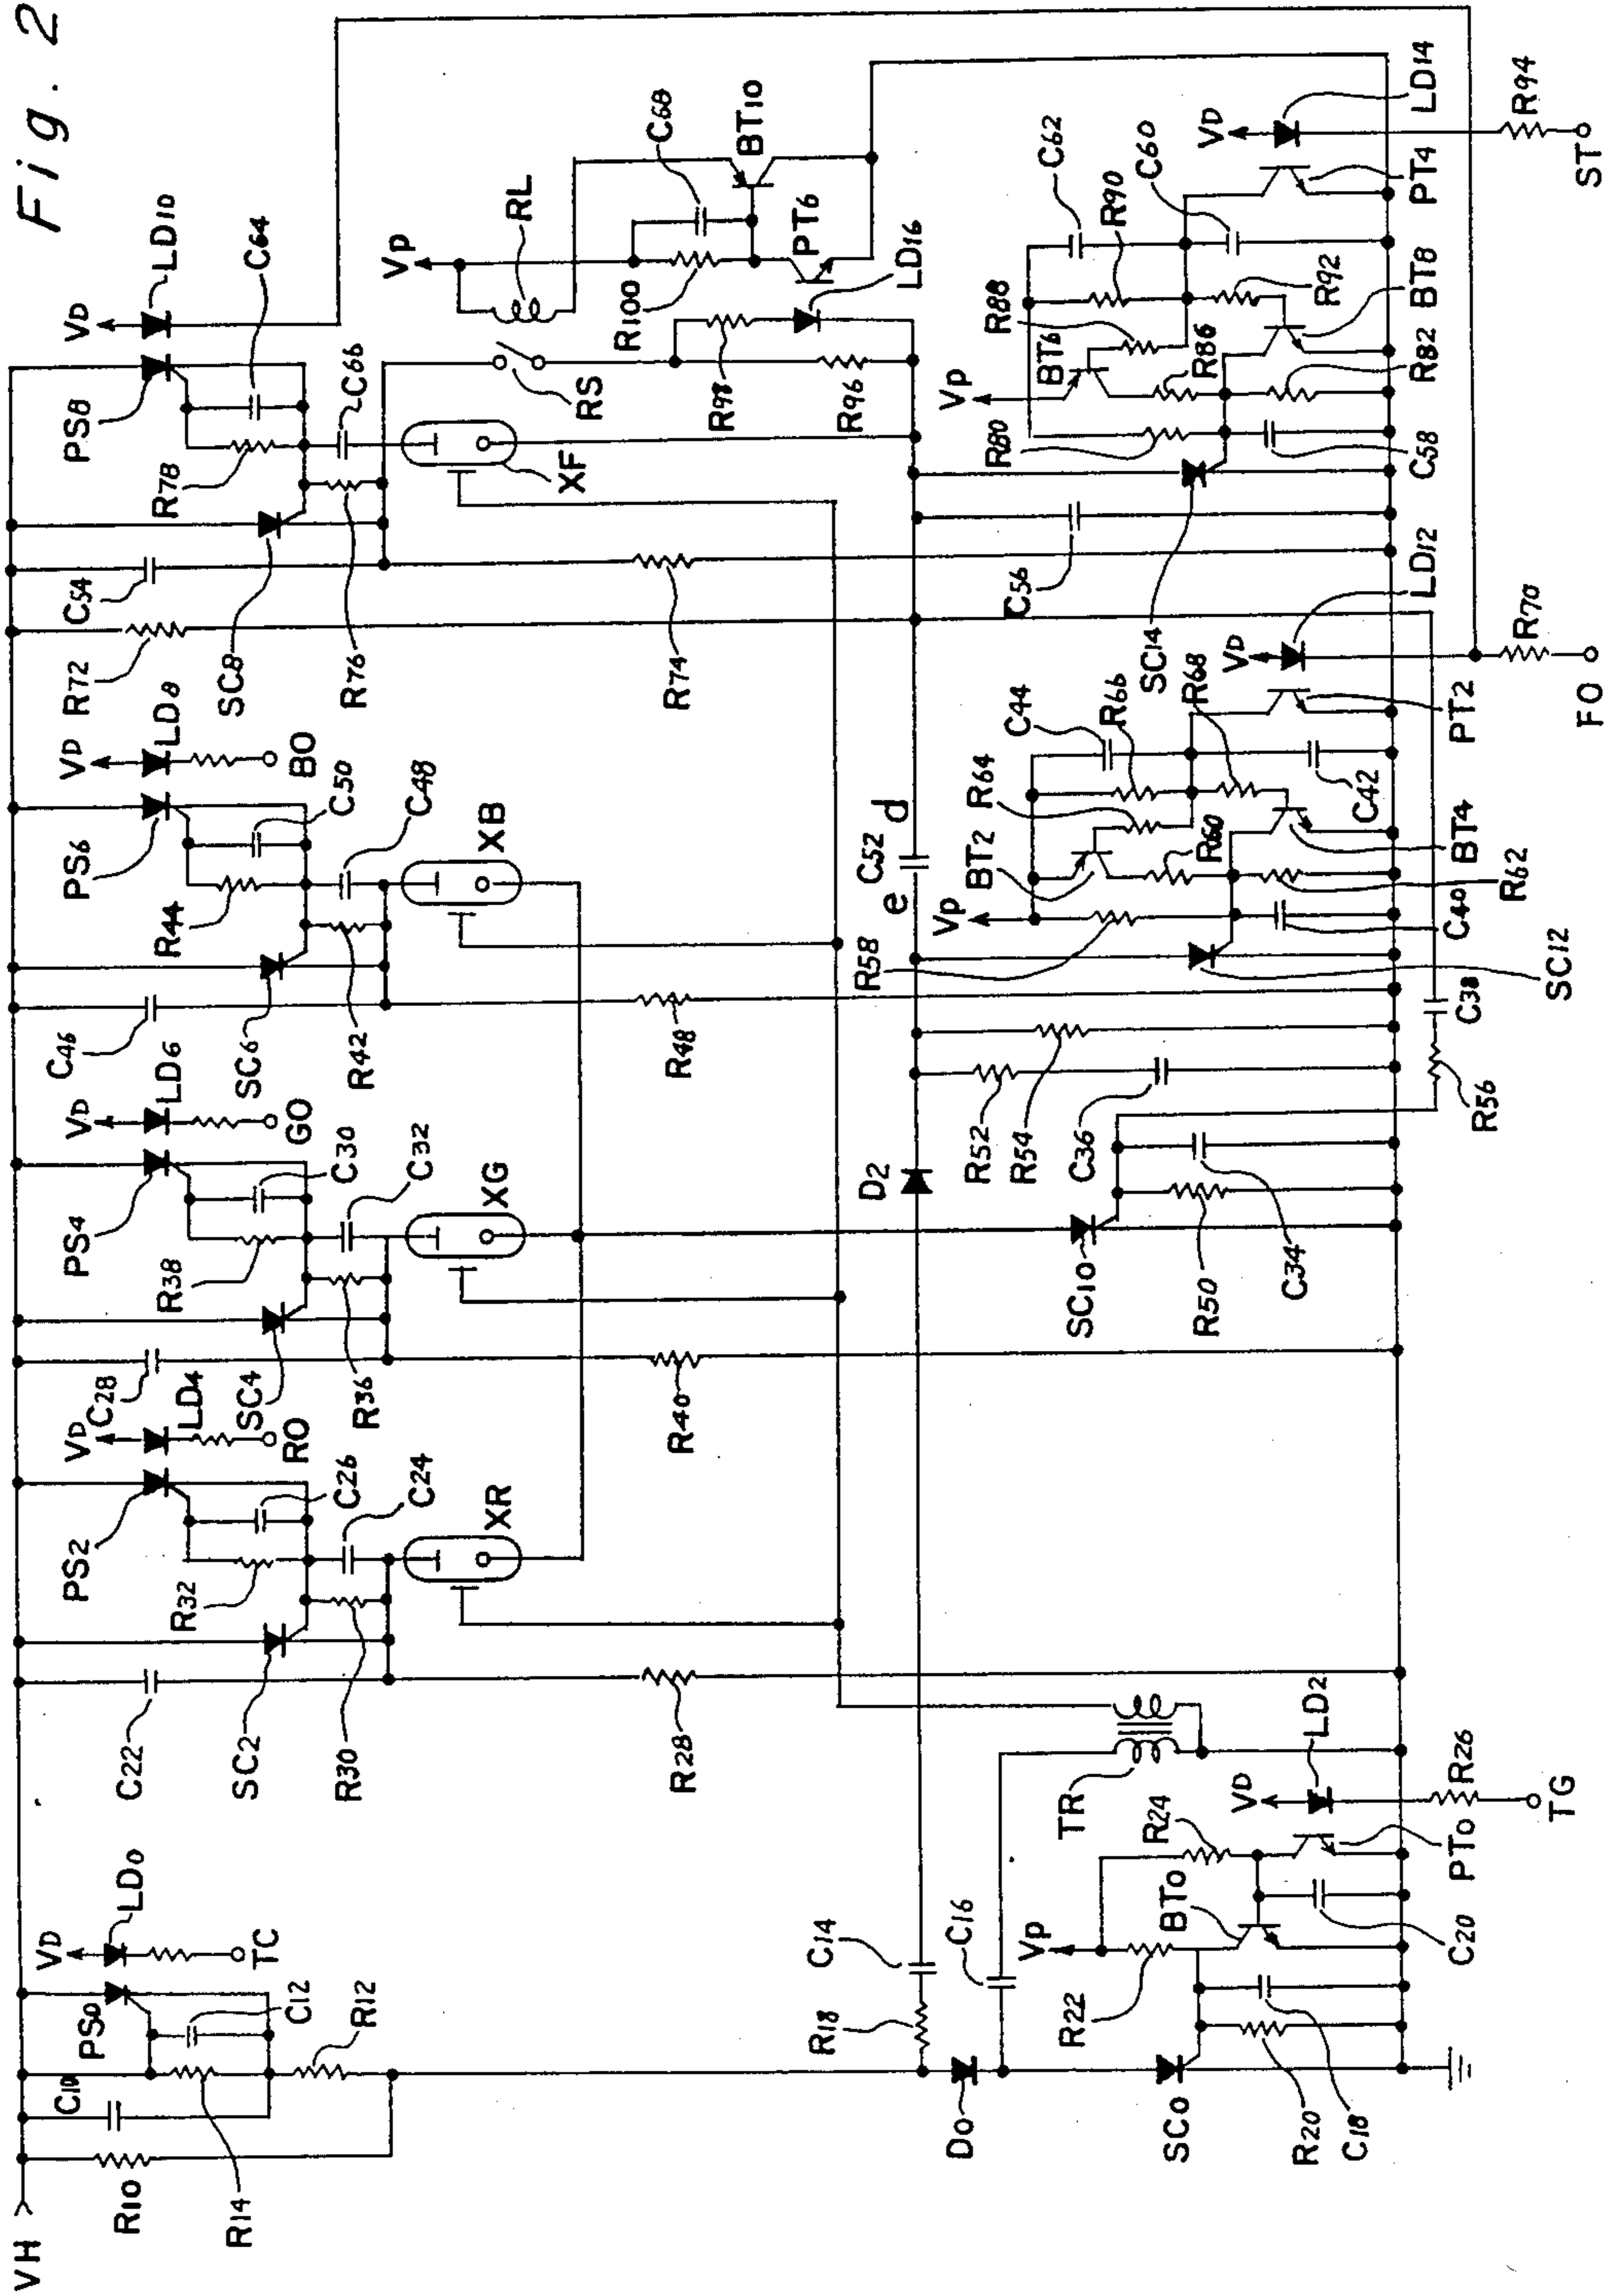 Fig. 2
VH
R10
C10
R14
PS0
C12
R12
VD
LD0
TC
C22
SC2
R30
R32
PS2
C26
C24
XR
VD
LD4
RO
C28
SC4
R36
R38
PS4
C30
C32
XG
VD
LD6
GO
C46
SC6
R42
R44
PS6
C50
C48
XB
VD
LD8
BO
R72
C54
SC8
R76
R78
PS8
C64
C66
XF
VD
LD10
R28
R40
R48
R74
RS
R98
R96
LD16
Vp
RL
R100
C68
BT10
PT6
R18
C14
D0
C16
D2
e
C52
d
SC0
R20
C18
R22
Vp
BT0
C20
R24
PT0
TR
VD
LD2
R26
TG
SC10
R50
C34
R52
R54
C36
R56
C38
R58
Vp
BT2
R64
C44
R66
R68
R60
SC12
C40
R62
BT4
C42
PT2
VD
LD12
R70
FO
C56
SC14
R80
Vp
BT6
R88
R86
C62
R90
C60
C58
R82
BT8
R92
PT4
VD
LD14
R94
ST